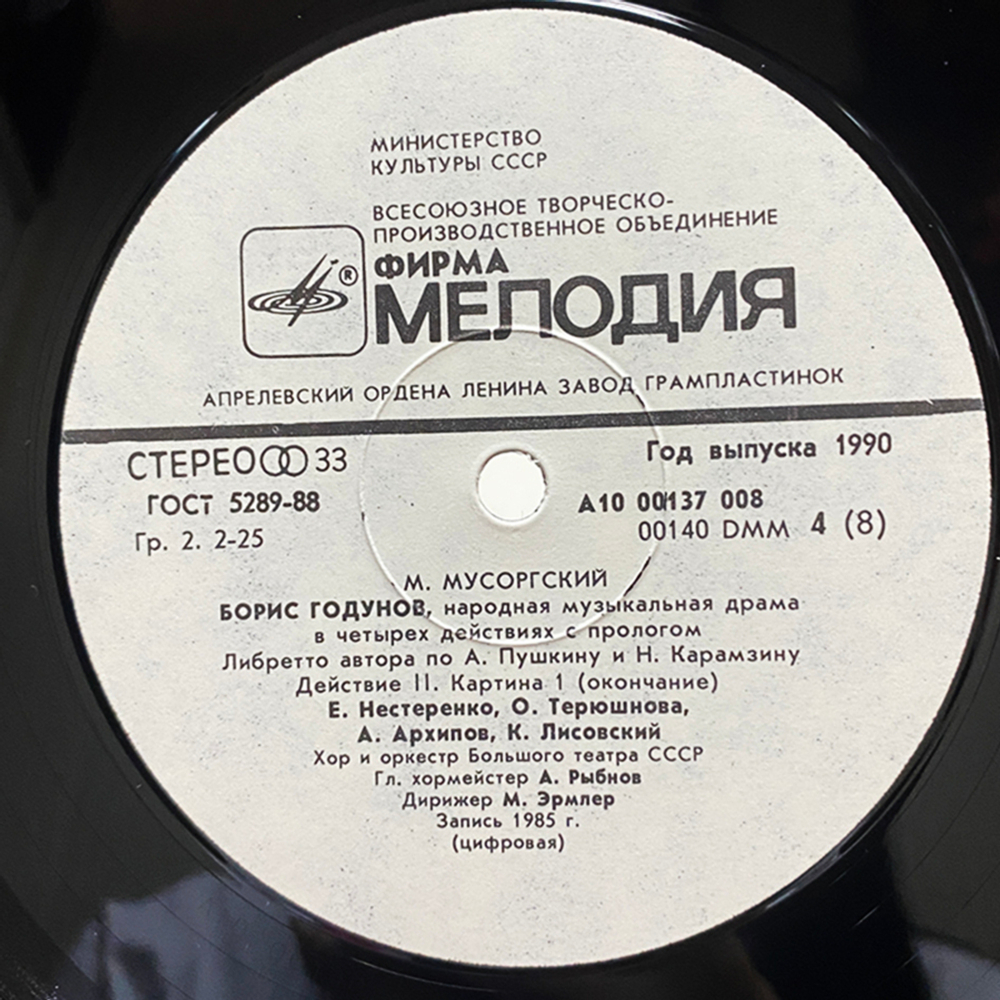 МИНИСТЕРСТВО
КУЛЬТУРЫ СССР
ВСЕСОЮЗНОЕ ТВОРЧЕСКО-
ПРОИЗВОДСТВЕННОЕ ОБЪЕДИНЕНИЕ
®
ФИРМА
МЕЛОДИЯ
АПРЕЛЕВСКИЙ ОРДЕНА ЛЕНИНА ЗАВОД ГРАМПЛАСТИНОК
СТЕРЕО 33 Год выпуска 1990
ГОСТ 5289-88 А10 00137 008
Гр. 2. 2-25 00140 DMM 4 (8)
М. МУСОРГСКИЙ
БОРИС ГОДУНОВ, народная музыкальная драма
в четырех действиях с прологом
Либретто автора по А. Пушкину и Н. Карамзину
Действие II. Картина 1 (окончание)
Е. Нестеренко, О. Терюшнова,
А. Архипов, К. Лисовский
Хор и оркестр Большого театра СССР
Гл. хормейстер А. Рыбнов
Дирижер М. Эрмлер
Запись 1985 г.
(цифровая)